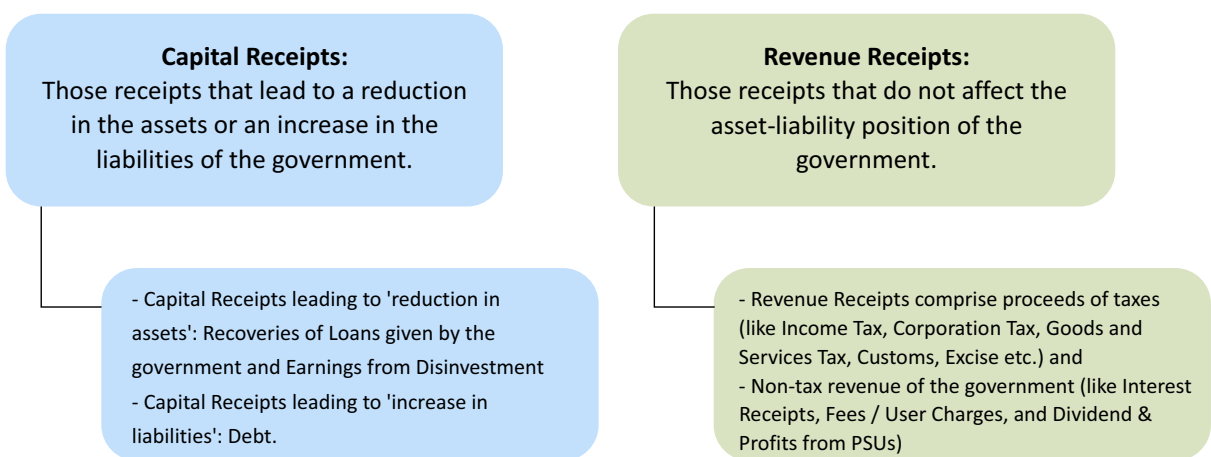 Capital Receipts:
Those receipts that lead to a reduction
in the assets or an increase in the
liabilities of the government.
- Capital Receipts leading to 'reduction in
assets': Recoveries of Loans given by the
government and Earnings from Disinvestment
- Capital Receipts leading to 'increase in
liabilities': Debt.
Revenue Receipts:
Those receipts that do not affect the
asset-liability position of the
government.
- Revenue Receipts comprise proceeds of taxes
(like Income Tax, Corporation Tax, Goods and
Services Tax, Customs, Excise etc.) and
- Non-tax revenue of the government (like Interest
Receipts, Fees / User Charges, and Dividend &
Profits from PSUs)